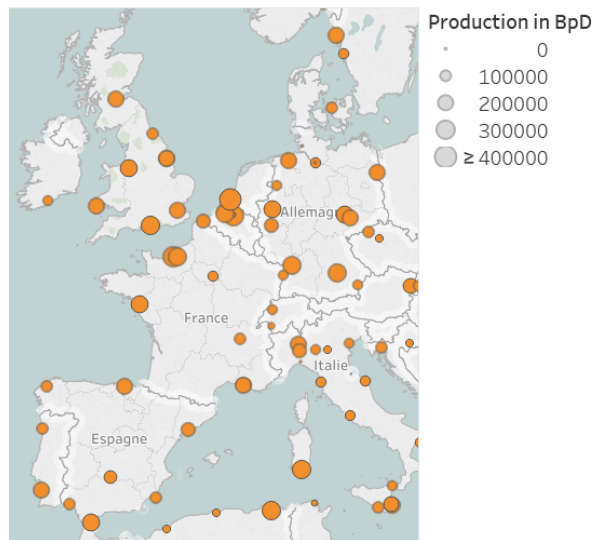 Production in BpD
0
100000
200000
300000
≥ 400000
Allemag
France
Italie
Espagne